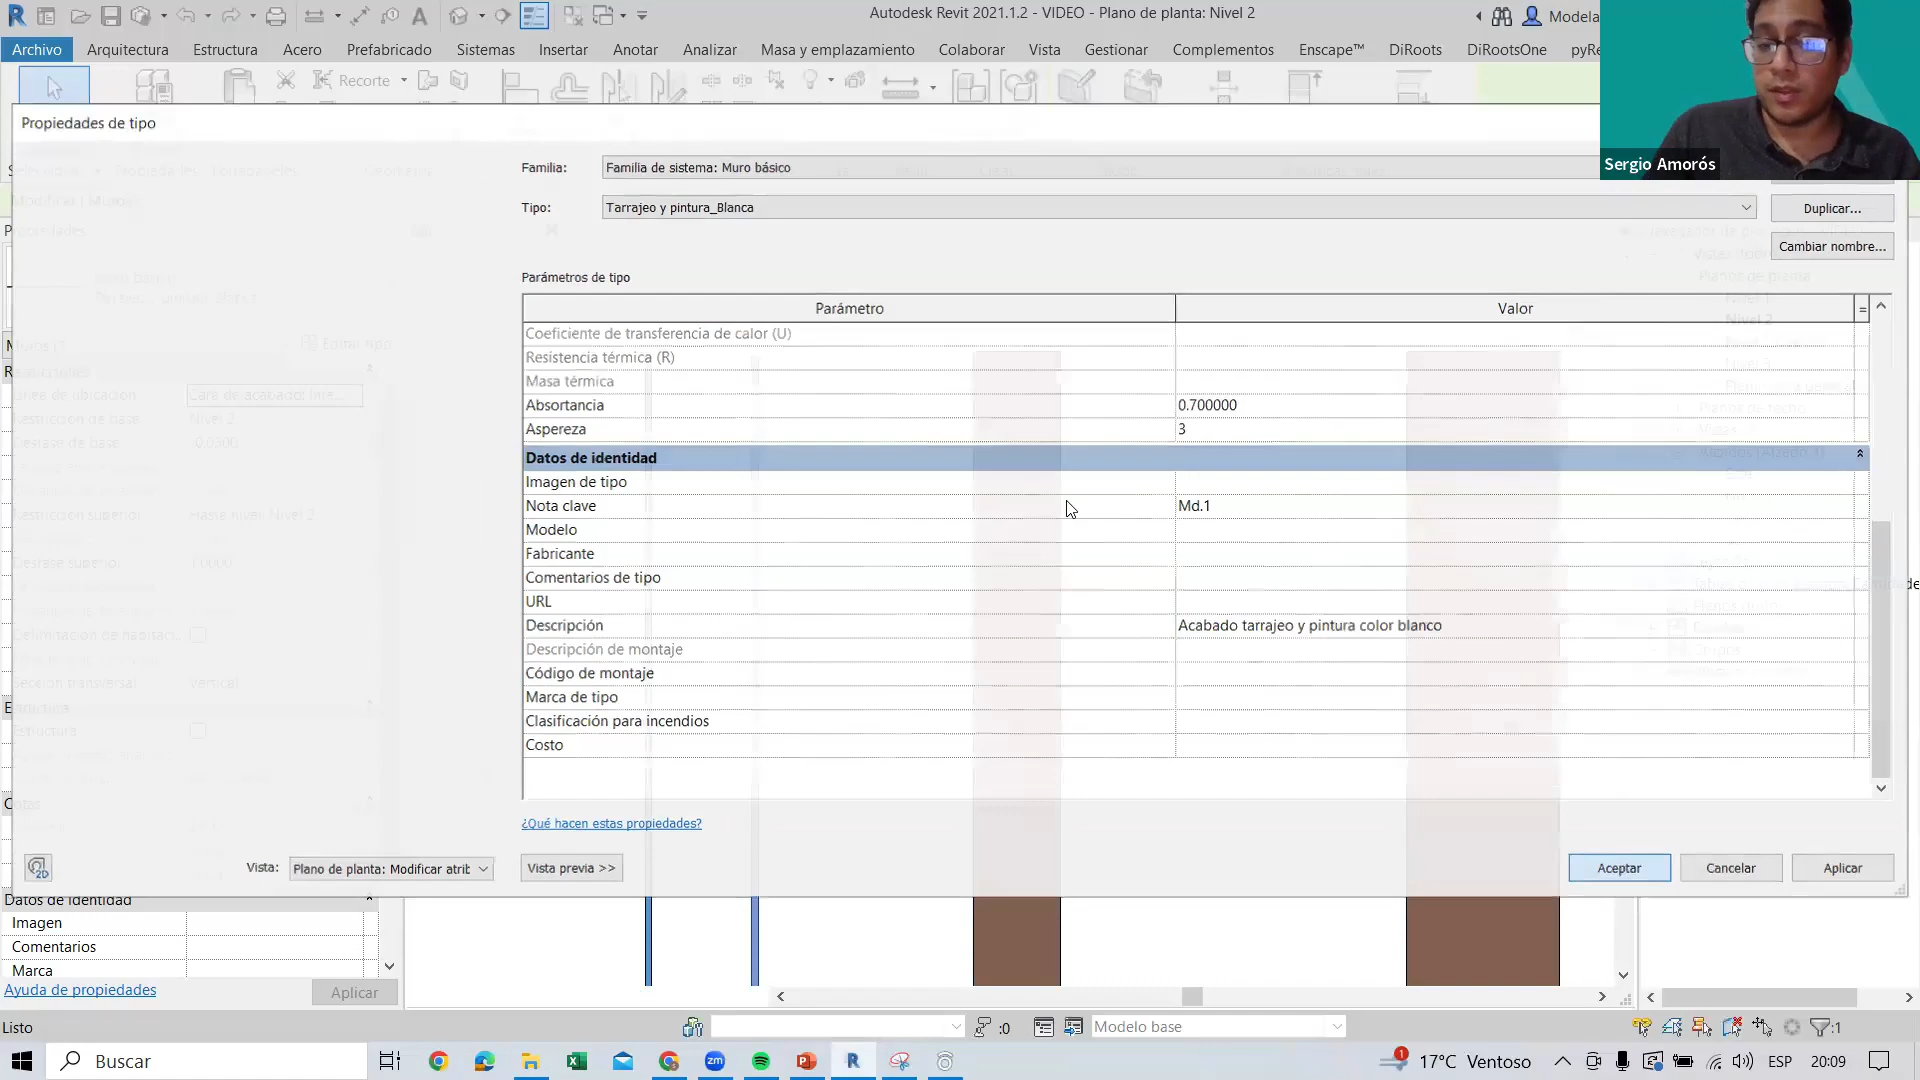 Autodesk Revit 2021.1.2 - VIDEO - Plano de planta: Nivel 2
Modela
Archivo Arquitectura Estructura Acero Prefabricado Sistemas Insertar Anotar Analizar Masa y emplazamiento Colaborar Vista Gestionar Complementos Enscape™ DiRoots DiRootsOne pyRe
Recorte
Propiedades de tipo
Sergio Amorós
Familia: Familia de sistema: Muro básico
Tipo: Tarrajeo y pintura_Blanca
Duplicar...
Cambiar nombre...
Parámetros de tipo
Parámetro Valor =
Coeficiente de transferencia de calor (U)
Resistencia térmica (R)
Masa térmica
Absortancia 0.700000
Aspereza 3
Datos de identidad
Imagen de tipo
Nota clave Md.1
Modelo
Fabricante
Comentarios de tipo
URL
Descripción Acabado tarrajeo y pintura color blanco
Descripción de montaje
Código de montaje
Marca de tipo
Clasificación para incendios
Costo
¿Qué hacen estas propiedades?
Vista: Plano de planta: Modificar atrib
Vista previa >>
Aceptar Cancelar Aplicar
Datos de identidad
Imagen
Comentarios
Marca
Ayuda de propiedades Aplicar
Listo
:0
Modelo base
:1
Buscar
1
17°C Ventoso
ESP
20:09